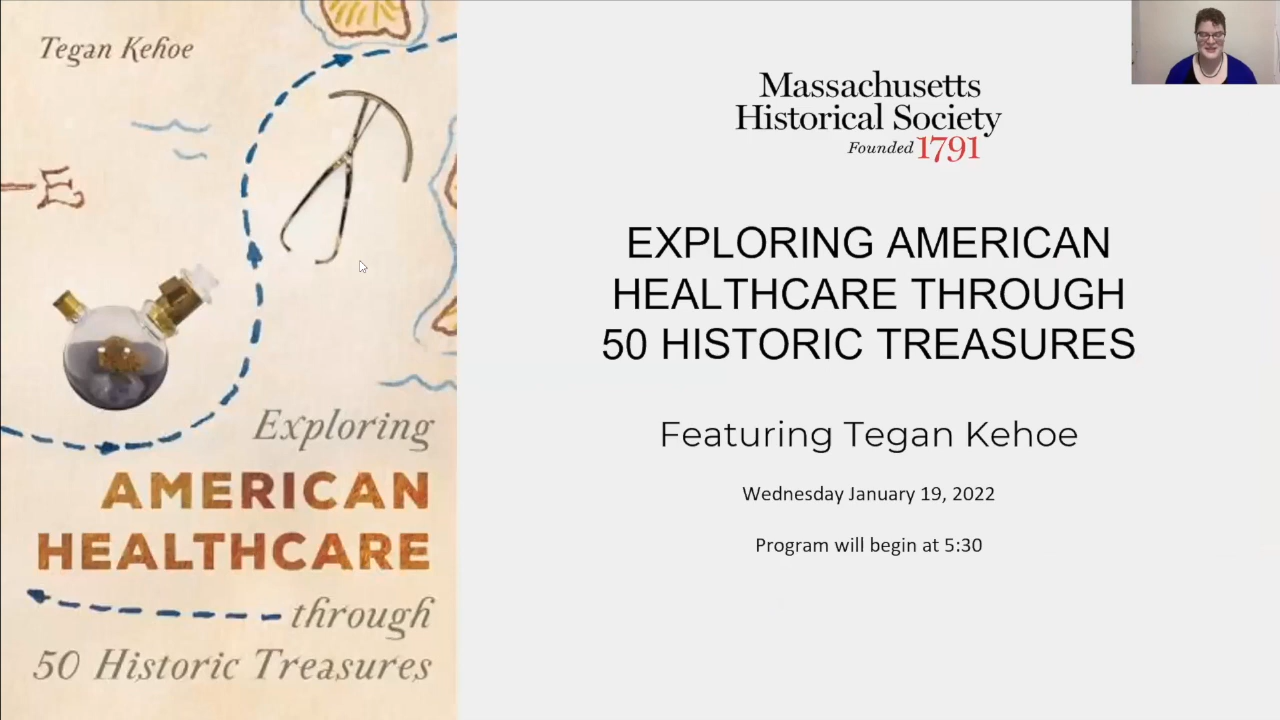 Tegan Kehoe
E
Exploring
AMERICAN
HEALTHCARE
through
50 Historic Treasures
Massachusetts
Historical Society
Founded 1791
EXPLORING AMERICAN
HEALTHCARE THROUGH
50 HISTORIC TREASURES
Featuring Tegan Kehoe
Wednesday January 19, 2022
Program will begin at 5:30